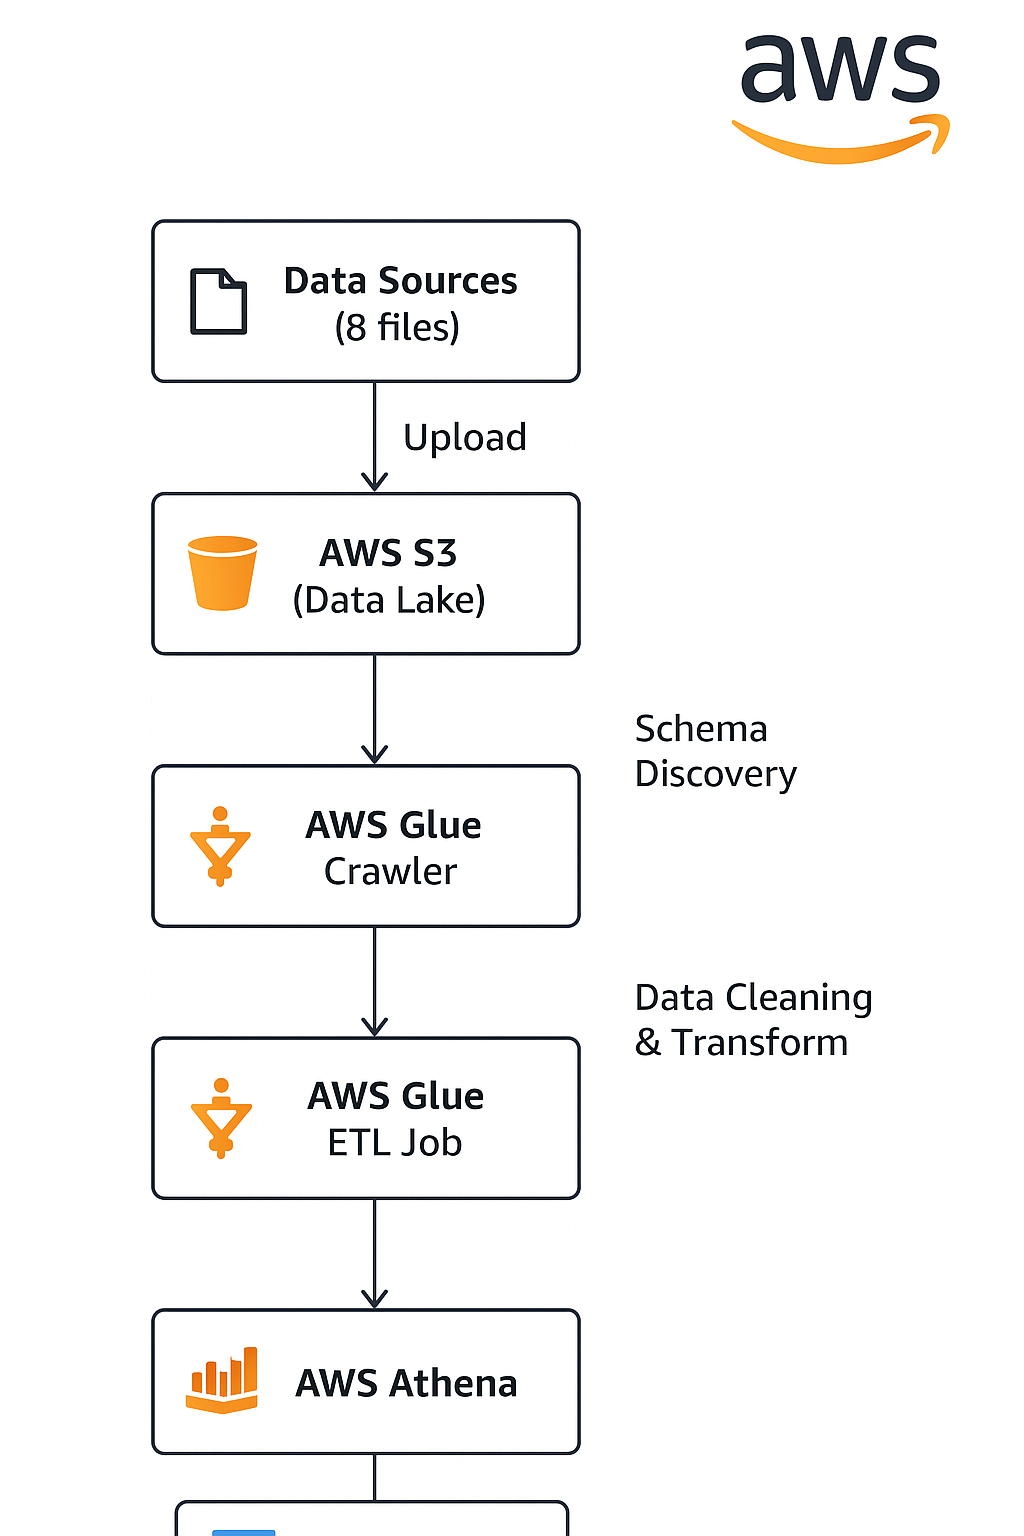 aws
Data Sources
(8 files)
Upload
AWS S3
(Data Lake)
Schema
Discovery
AWS Glue
Crawler
Data Cleaning
& Transform
AWS Glue
ETL Job
AWS Athena